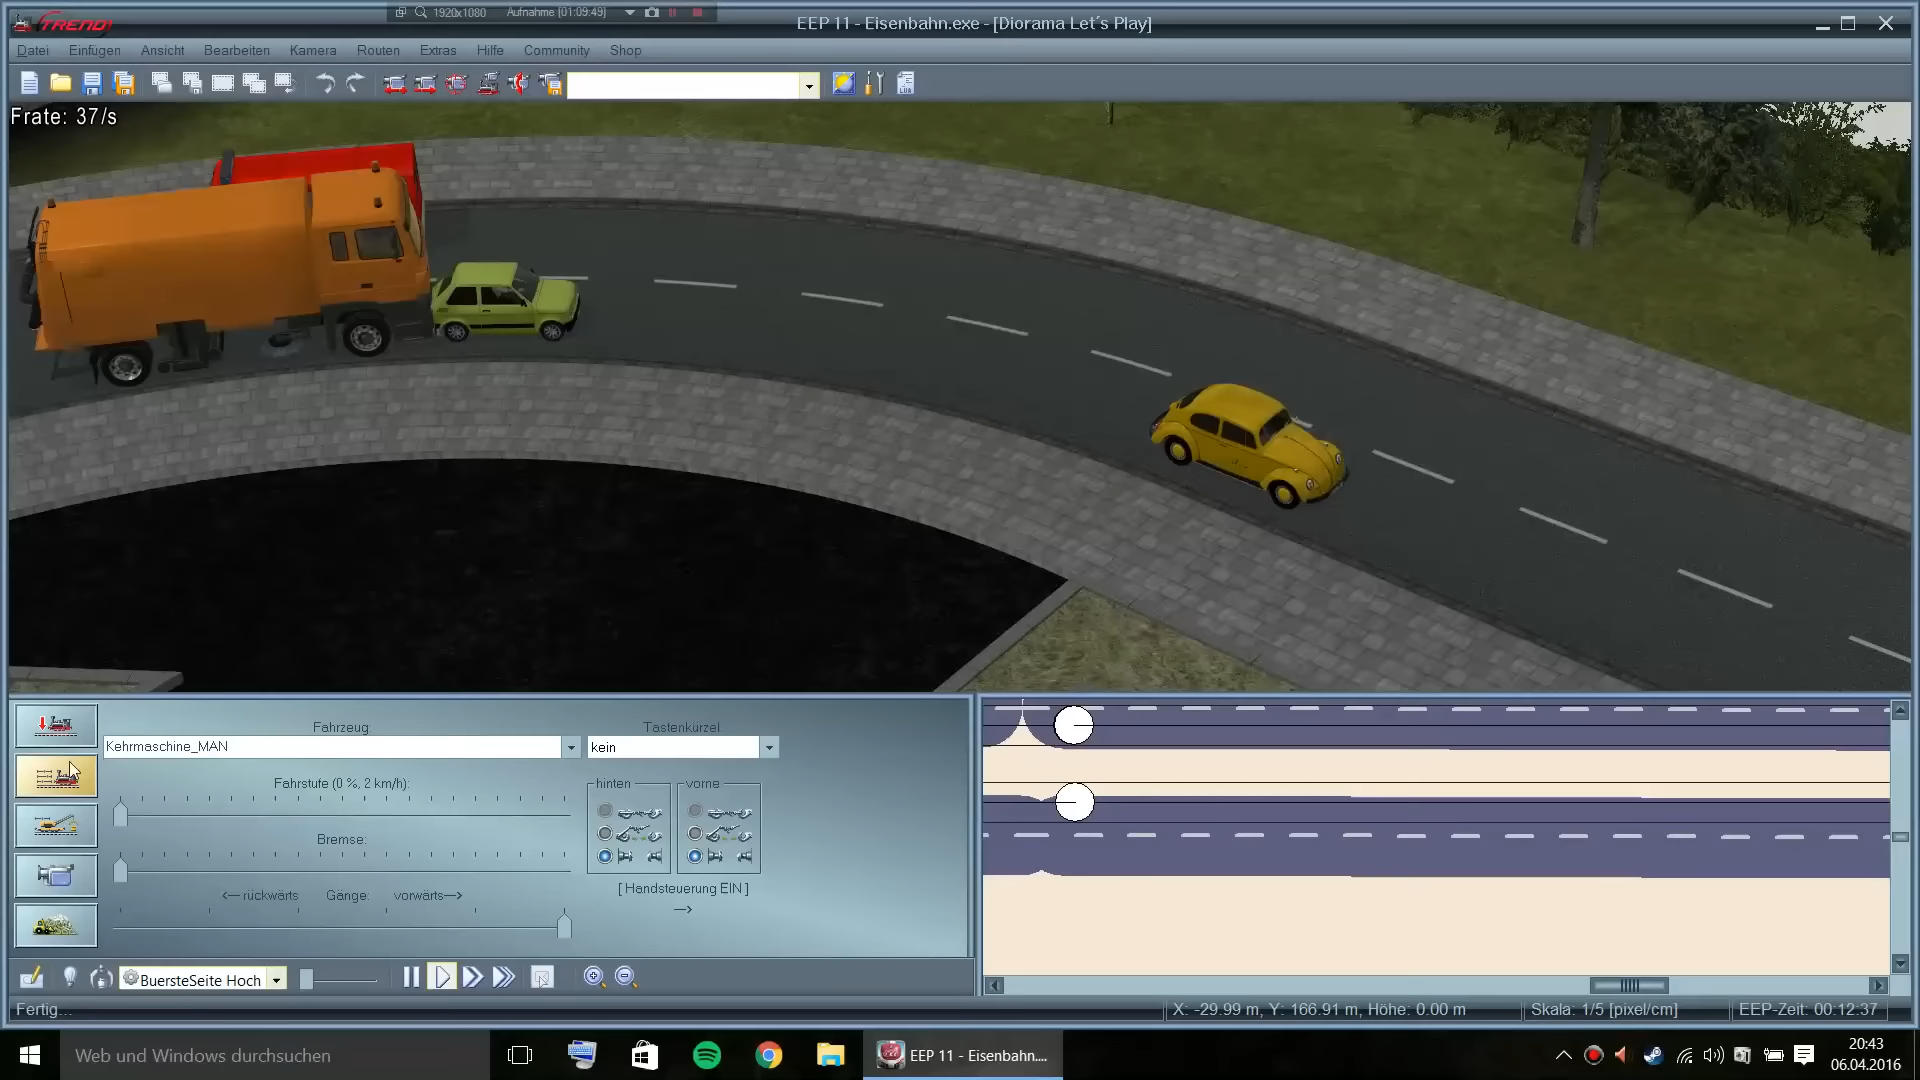 1920x1080 Aufnahme (01:09:49)
TREND
EEP 11 - Eisenbahn.exe - [Diorama Let´s Play]
Datei Einfügen Ansicht Bearbeiten Kamera Routen Extras Hilfe Community Shop
LUA
Frate: 37/s
Fahrzeug: Tastenkürzel
Kehrmaschine_MAN kein
Fahrstufe (0 %, 2 km/h): hinten vorne
Bremse:
[ Handsteuerung EIN ]
<— rückwärts Gänge: vorwärts—>
—>
BuersteSeite Hoch
Fertig...
X: -29.99 m, Y: 166.91 m, Höhe: 0.00 m Skala: 1/5 [pixel/cm] EEP-Zeit: 00:12:37
Web und Windows durchsuchen
EEP 11 - Eisenbahn....
20:43
06.04.2016